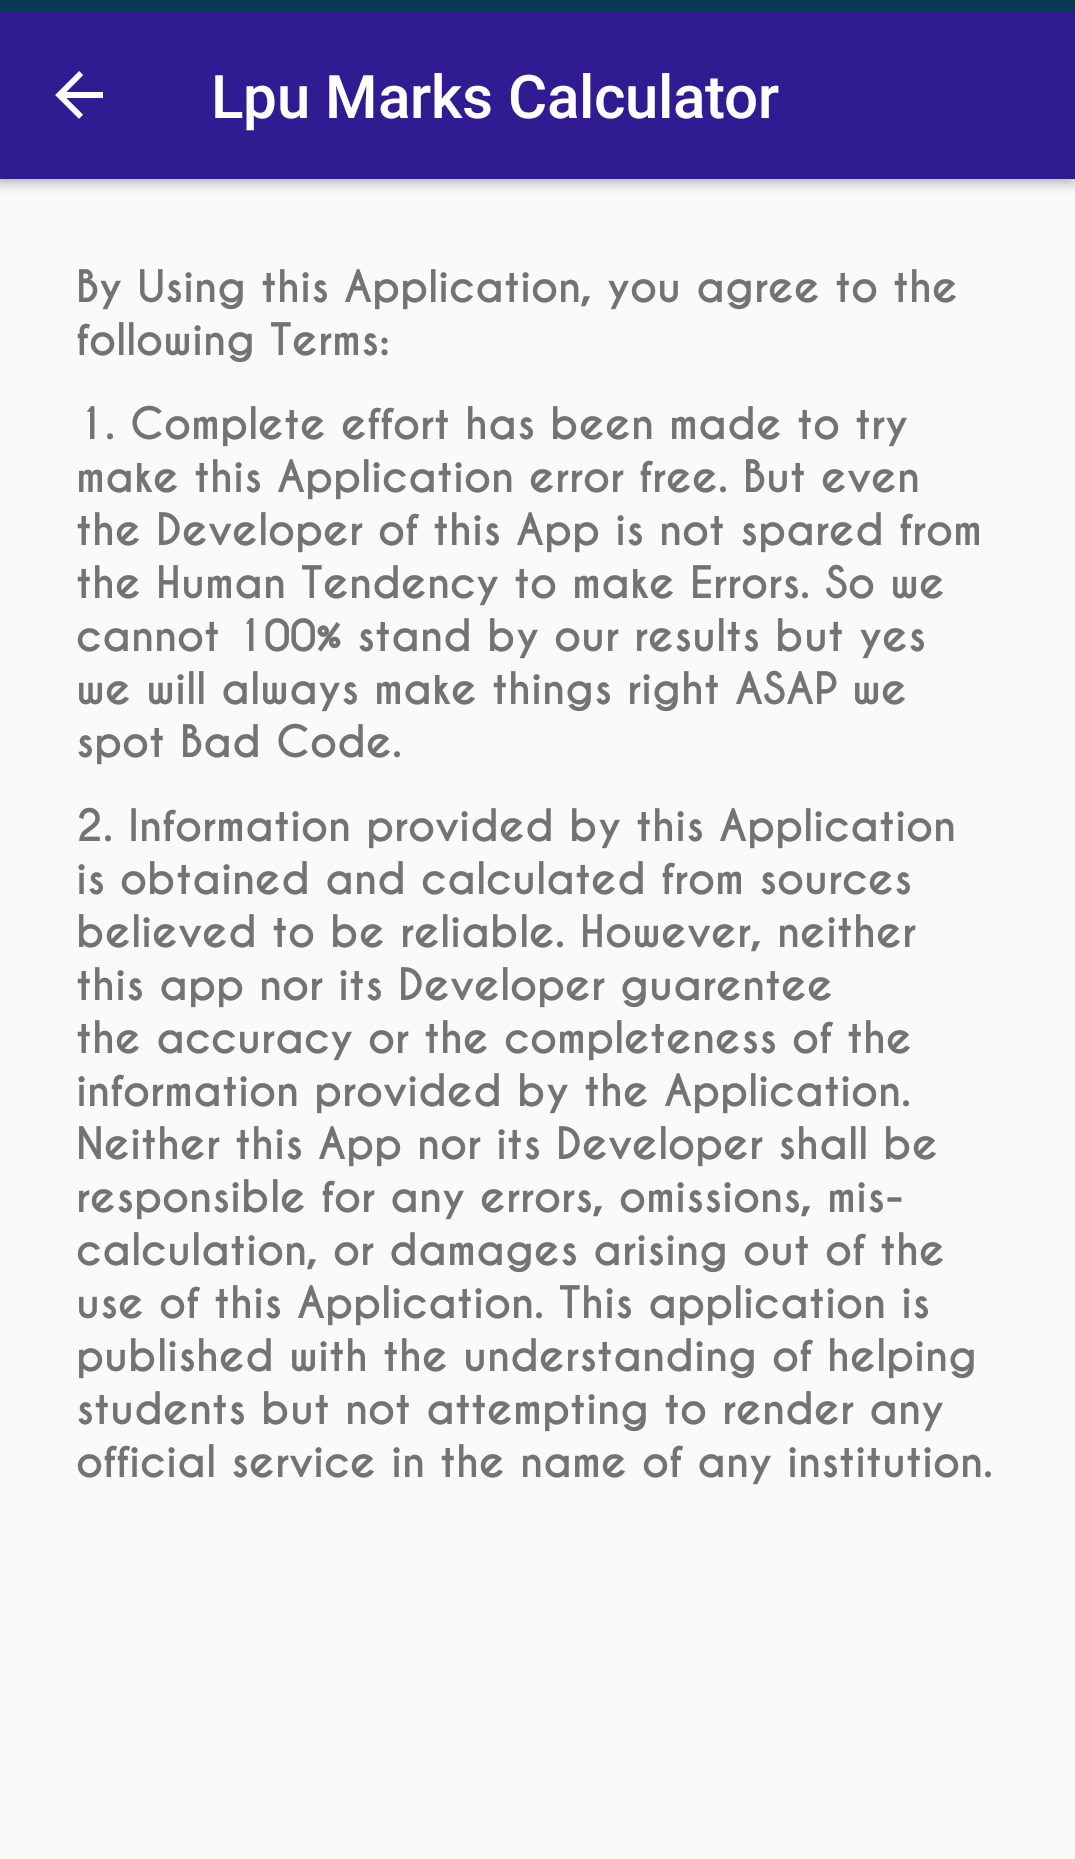 Lpu Marks Calculator
By Using this Application, you agree to the
following Terms:
1. Complete effort has been made to try
make this Application error free. But even
the Developer of this App is not spared from
the Human Tendency to make Errors. So we
cannot 100% stand by our results but yes
we will always make things right ASAP we
spot Bad Code.
2. Information provided by this Application
is obtained and calculated from sources
believed to be reliable. However, neither
this app nor its Developer guarentee
the accuracy or the completeness of the
information provided by the Application.
Neither this App nor its Developer shall be
responsible for any errors, omissions, mis-
calculation, or damages arising out of the
use of this Application. This application is
published with the understanding of helping
students but not attempting to render any
official service in the name of any institution.